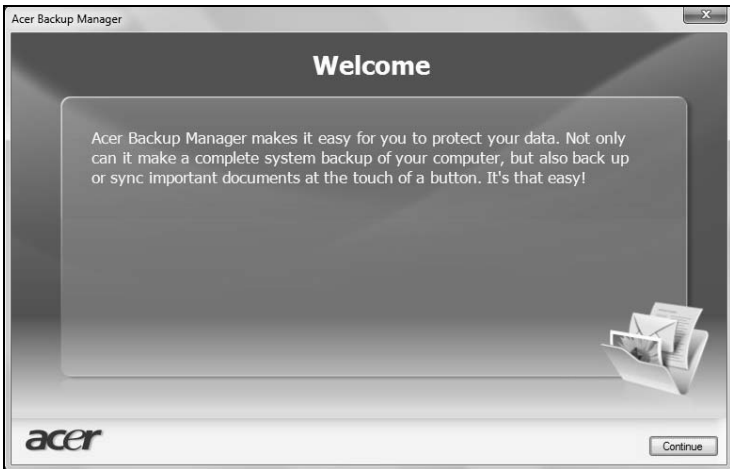 Acer Backup Manager
x
Welcome
Acer Backup Manager makes it easy for you to protect your data. Not only
can it make a complete system backup of your computer, but also back up
or sync important documents at the touch of a button. It's that easy!
acer
Continue